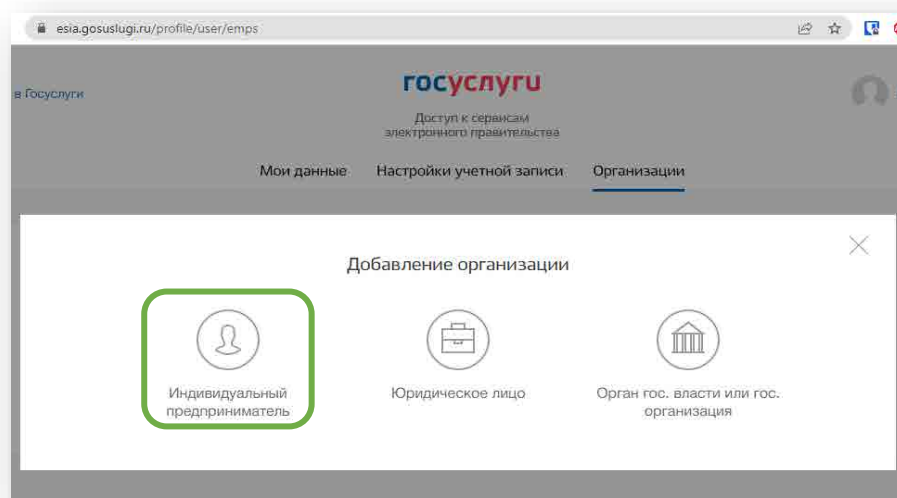 esia.gosuslugi.ru/profile/user/emps
в Госуслуги
госуслуги
Доступ к сервисам
электронного правительства
Мои данные Настройки учетной записи Организации
Добавление организации
Индивидуальный
предприниматель
Юридическое лицо
Орган гос. власти или гос.
организация